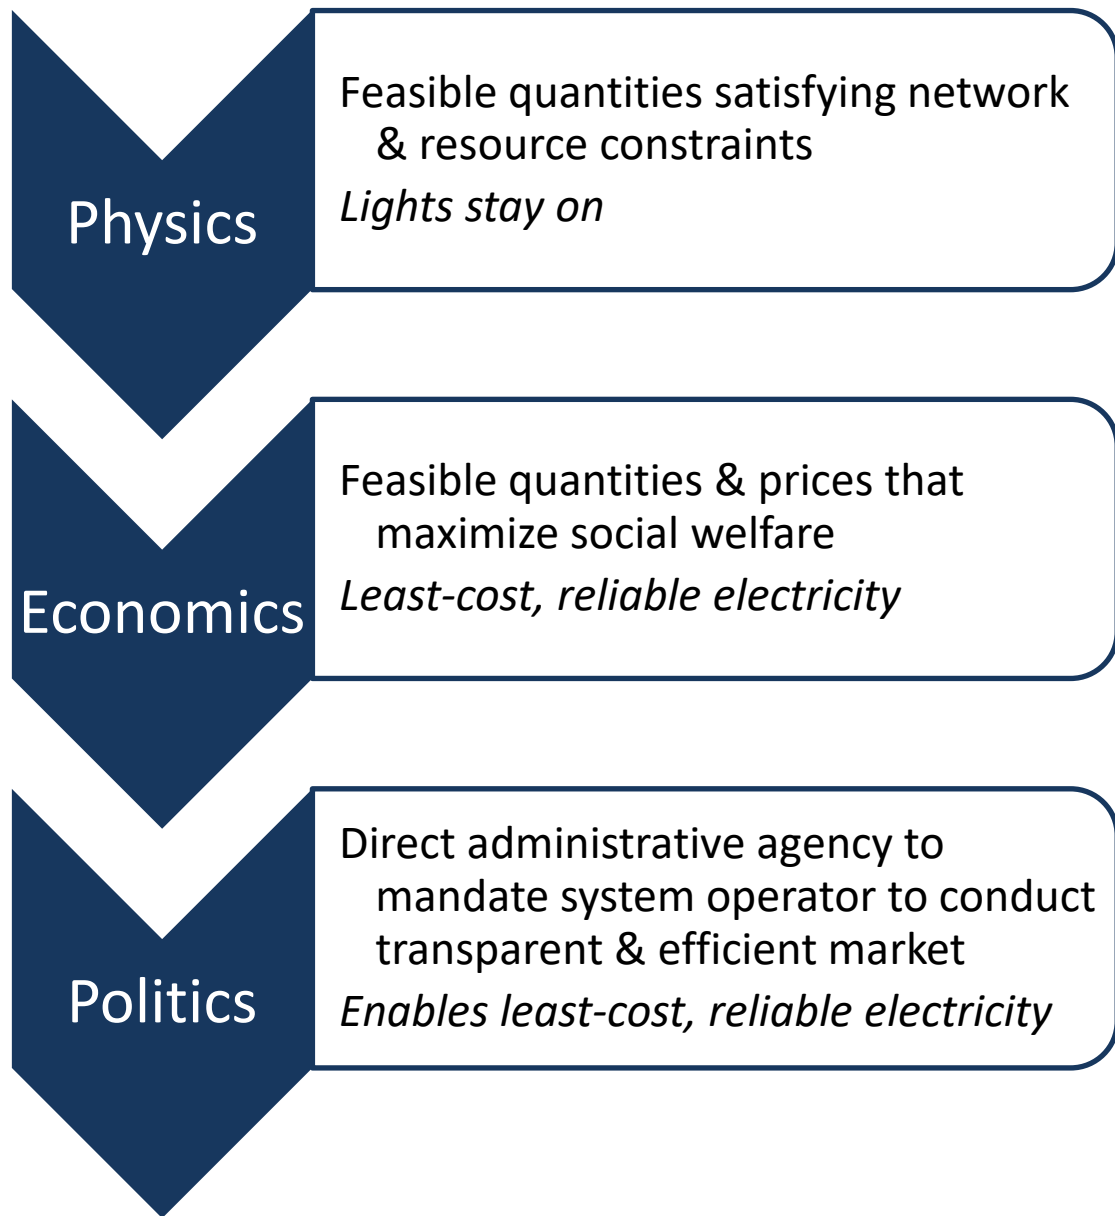 Physics
Feasible quantities satisfying network
& resource constraints
Lights stay on
Economics
Feasible quantities & prices that
maximize social welfare
Least-cost, reliable electricity
Politics
Direct administrative agency to
mandate system operator to conduct
transparent & efficient market
Enables least-cost, reliable electricity